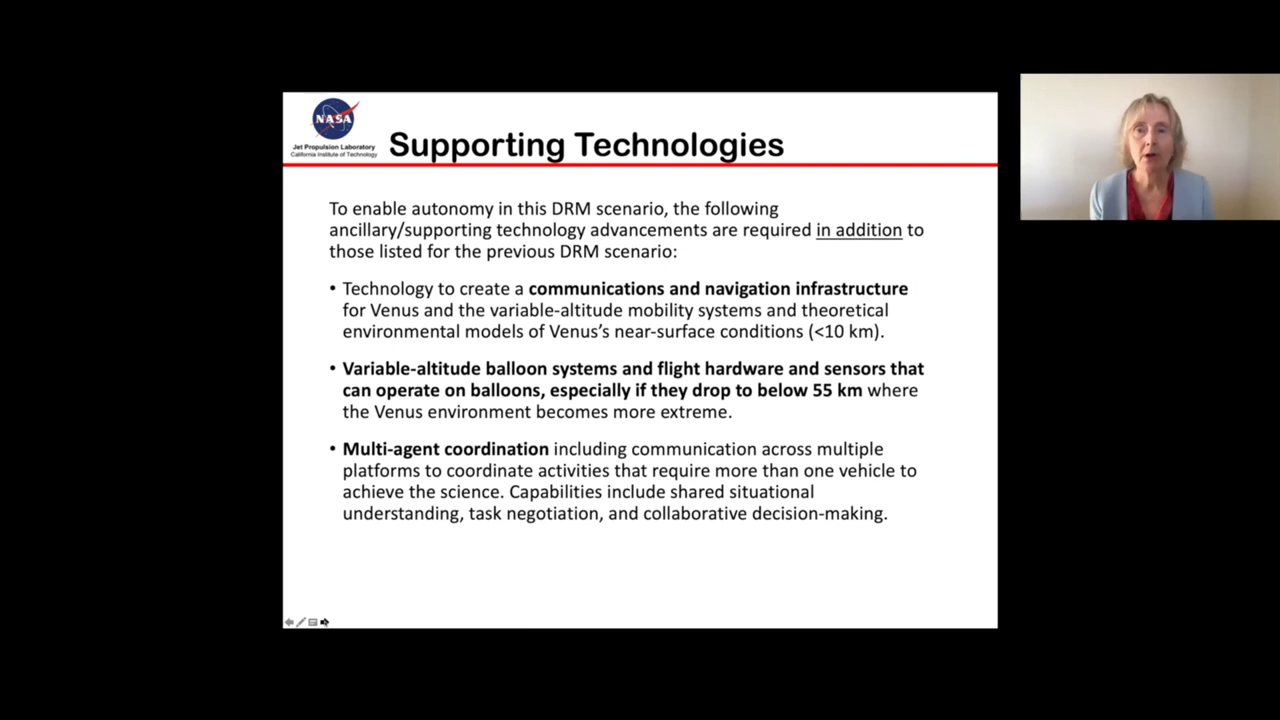 NASA
Jet Propulsion Laboratory
California Institute of Technology
Supporting Technologies
To enable autonomy in this DRM scenario, the following
ancillary/supporting technology advancements are required in addition to
those listed for the previous DRM scenario:
• Technology to create a communications and navigation infrastructure
for Venus and the variable-altitude mobility systems and theoretical
environmental models of Venus’s near-surface conditions (<10 km).
• Variable-altitude balloon systems and flight hardware and sensors that
can operate on balloons, especially if they drop to below 55 km where
the Venus environment becomes more extreme.
• Multi-agent coordination including communication across multiple
platforms to coordinate activities that require more than one vehicle to
achieve the science. Capabilities include shared situational
understanding, task negotiation, and collaborative decision-making.